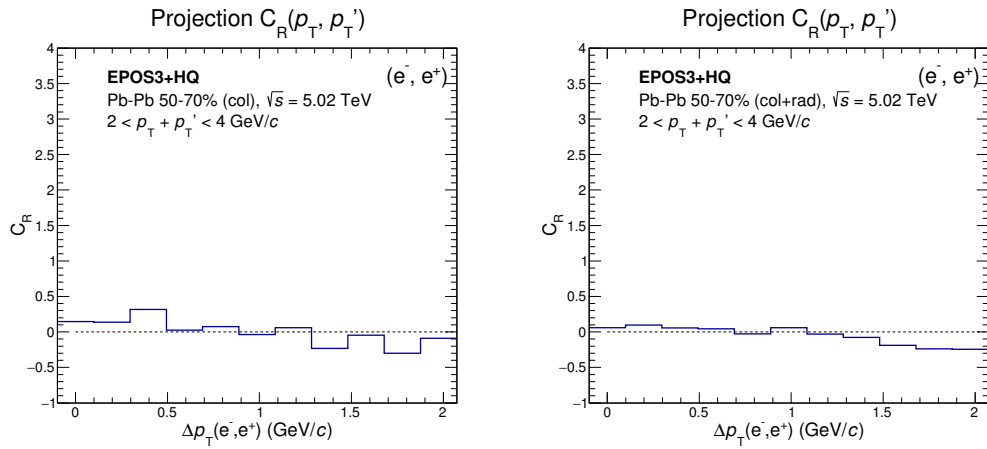 Projection C_R(p_T, p_T')
4
3.5
3
2.5
2
1.5
1
0.5
0
−0.5
−1
C_R
EPOS3+HQ
(e⁻, e⁺)
Pb-Pb 50-70% (col), √s = 5.02 TeV
2 < p_T + p_T' < 4 GeV/c
0 0.5 1 1.5 2
Δp_T(e⁻,e⁺) (GeV/c)
Projection C_R(p_T, p_T')
4
3.5
3
2.5
2
1.5
1
0.5
0
−0.5
−1
C_R
EPOS3+HQ
(e⁻, e⁺)
Pb-Pb 50-70% (col+rad), √s = 5.02 TeV
2 < p_T + p_T' < 4 GeV/c
0 0.5 1 1.5 2
Δp_T(e⁻,e⁺) (GeV/c)